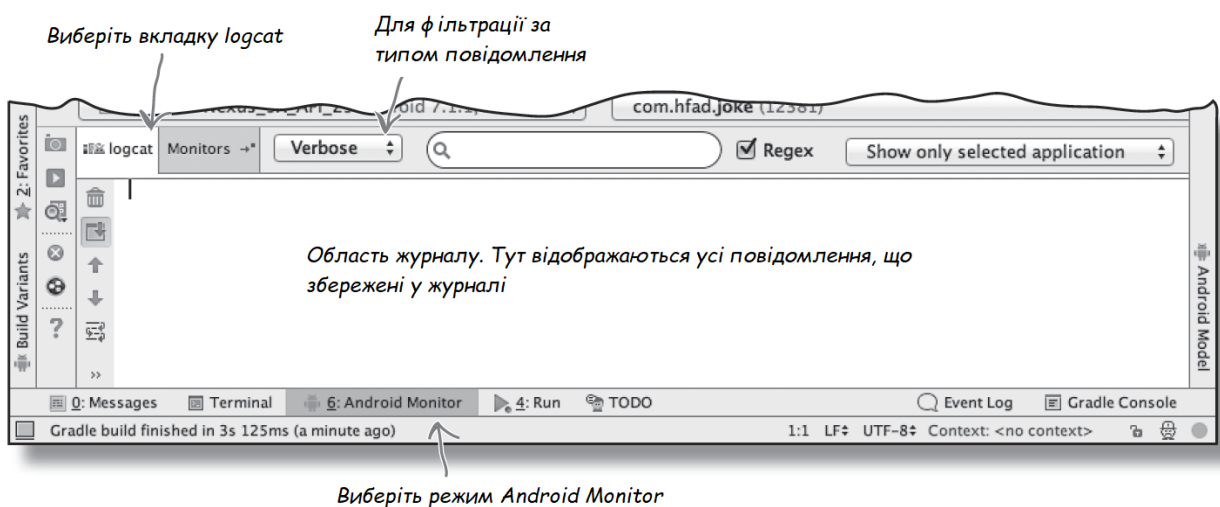 Виберіть вкладку logcat
Для фільтрації за
типом повідомлення
com.hfad.joke (12381)
2: Favorites
logcat
Monitors
Verbose
Regex
Show only selected application
Область журналу. Тут відображаються усі повідомлення, що
збережені у журналі
Build Variants
Android Model
0: Messages
Terminal
6: Android Monitor
4: Run
TODO
Event Log
Gradle Console
Gradle build finished in 3s 125ms (a minute ago)
1:1
LF
UTF-8
Context: <no context>
Виберіть режим Android Monitor